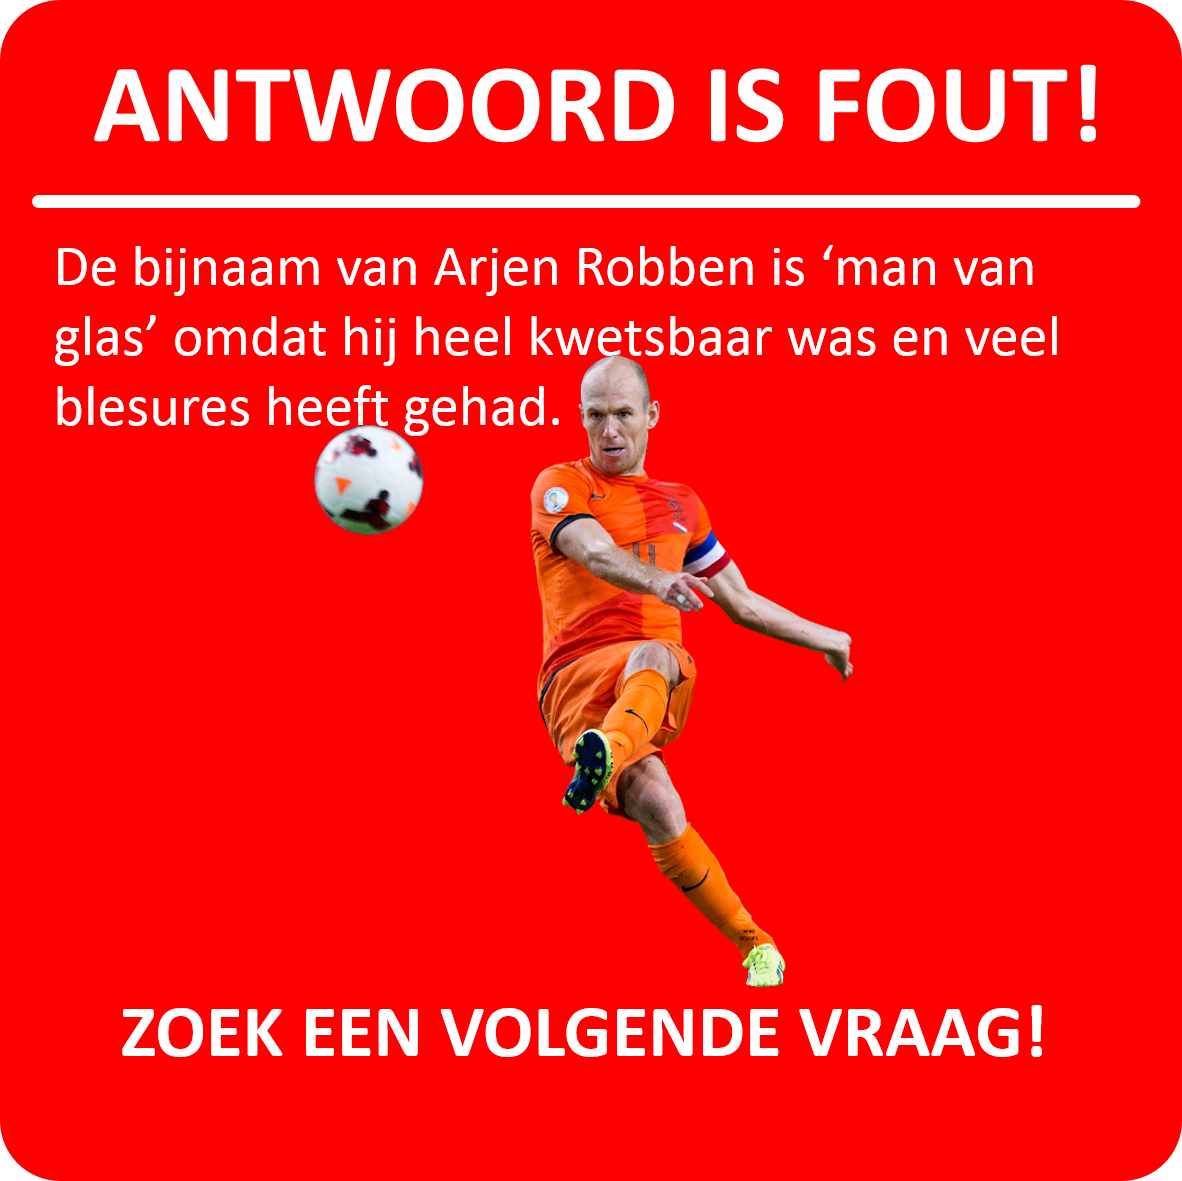 ANTWOORD IS FOUT!
De bijnaam van Arjen Robben is ‘man van
glas’ omdat hij heel kwetsbaar was en veel
blesures heeft gehad.
ZOEK EEN VOLGENDE VRAAG!